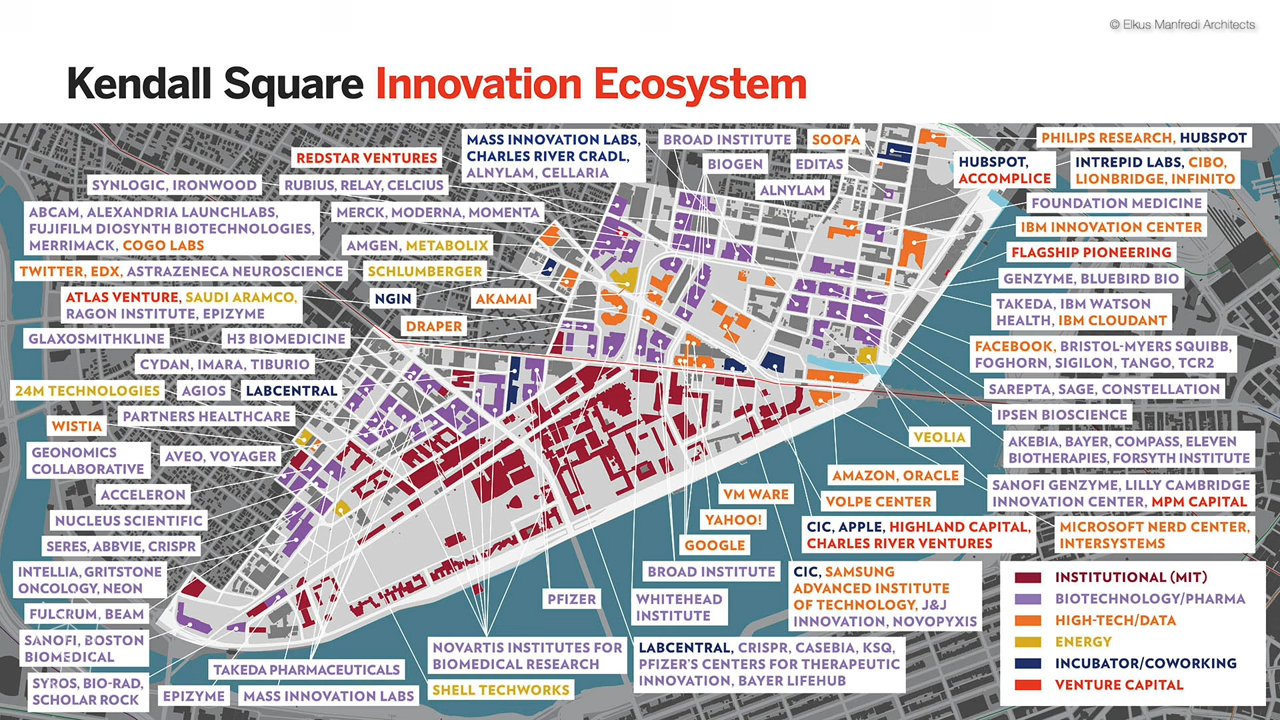 © Elkus Manfredi Architects
Kendall Square Innovation Ecosystem
MASS INNOVATION LABS,
CHARLES RIVER CRADL,
ALNYLAM, CELLARIA
BROAD INSTITUTE
SOOFA
PHILIPS RESEARCH, HUBSPOT
REDSTAR VENTURES
BIOGEN
EDITAS
HUBSPOT,
ACCOMPLICE
INTREPID LABS, CIBO,
LIONBRIDGE, INFINITO
SYNLOGIC, IRONWOOD
RUBIUS, RELAY, CELCIUS
ALNYLAM
FOUNDATION MEDICINE
ABCAM, ALEXANDRIA LAUNCHLABS,
FUJIFILM DIOSYNTH BIOTECHNOLOGIES,
MERRIMACK, COGO LABS
MERCK, MODERNA, MOMENTA
IBM INNOVATION CENTER
AMGEN, METABOLIX
FLAGSHIP PIONEERING
TWITTER, EDX, ASTRAZENECA NEUROSCIENCE
SCHLUMBERGER
GENZYME, BLUEBIRD BIO
ATLAS VENTURE, SAUDI ARAMCO,
RAGON INSTITUTE, EPIZYME
NGIN
AKAMAI
TAKEDA, IBM WATSON
HEALTH, IBM CLOUDANT
DRAPER
GLAXOSMITHKLINE
H3 BIOMEDICINE
FACEBOOK, BRISTOL-MYERS SQUIBB,
FOGHORN, SIGILON, TANGO, TCR2
CYDAN, IMARA, TIBURIO
24M TECHNOLOGIES
AGIOS
LABCENTRAL
SAREPTA, SAGE, CONSTELLATION
PARTNERS HEALTHCARE
IPSEN BIOSCIENCE
WISTIA
VEOLIA
GEONOMICS
COLLABORATIVE
AVEO, VOYAGER
AKEBIA, BAYER, COMPASS, ELEVEN
BIOTHERAPIES, FORSYTH INSTITUTE
AMAZON, ORACLE
ACCELERON
VM WARE
VOLPE CENTER
SANOFI GENZYME, LILLY CAMBRIDGE
INNOVATION CENTER, MPM CAPITAL
NUCLEUS SCIENTIFIC
YAHOO!
CIC, APPLE, HIGHLAND CAPITAL,
CHARLES RIVER VENTURES
MICROSOFT NERD CENTER,
INTERSYSTEMS
SERES, ABBVIE, CRISPR
GOOGLE
INTELLIA, GRITSTONE
ONCOLOGY, NEON
BROAD INSTITUTE
CIC, SAMSUNG
ADVANCED INSTITUTE
OF TECHNOLOGY, J&J
INNOVATION, NOVOPYXIS
INSTITUTIONAL (MIT)
BIOTECHNOLOGY/PHARMA
HIGH-TECH/DATA
ENERGY
INCUBATOR/COWORKING
VENTURE CAPITAL
FULCRUM, BEAM
PFIZER
WHITEHEAD
INSTITUTE
SANOFI, BOSTON
BIOMEDICAL
NOVARTIS INSTITUTES FOR
BIOMEDICAL RESEARCH
LABCENTRAL, CRISPR, CASEBIA, KSQ,
PFIZER'S CENTERS FOR THERAPEUTIC
INNOVATION, BAYER LIFEHUB
TAKEDA PHARMACEUTICALS
SYROS, BIO-RAD,
SCHOLAR ROCK
EPIZYME
MASS INNOVATION LABS
SHELL TECHWORKS